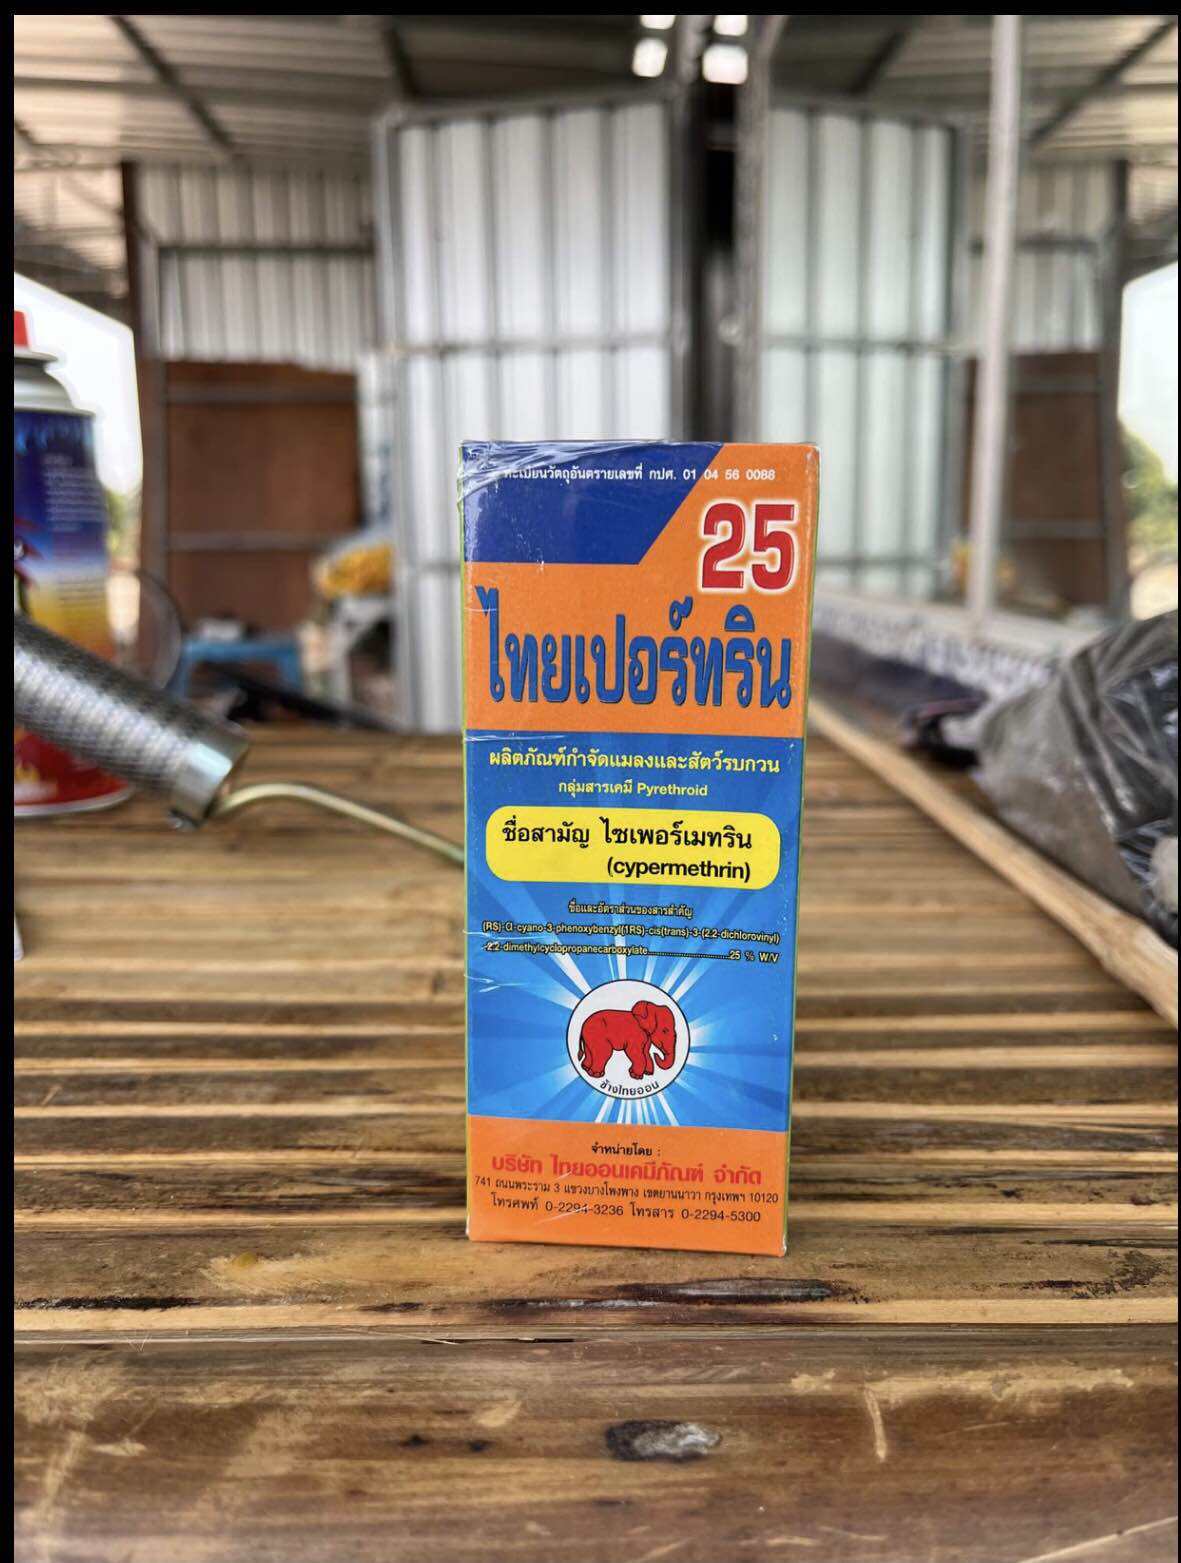 ทะเบียนวัตถุอันตรายเลขที่ กปศ. 01 04 56 0088
25
ไทยเปอร์ทริน
ผลิตภัณฑ์กำจัดแมลงและสัตว์รบกวน
กลุ่มสารเคมี Pyrethroid
ชื่อสามัญ ไซเพอร์เมทริน
(cypermethrin)
ชื่อและอัตราส่วนของสารสำคัญ
(RS)-α-cyano-3-phenoxybenzyl(1RS)-cis(trans)-3-(2.2-dichlorovinyl)
-2.2-dimethylcyclopropanecarboxylate..............................25 % W/V
ช้างไทยออน
จำหน่ายโดย :
บริษัท ไทยออนเคมีภัณฑ์ จำกัด
741 ถนนพระราม 3 แขวงบางโพงพาง เขตยานนาวา กรุงเทพฯ 10120
โทรศัพท์ 0-2294-3236 โทรสาร 0-2294-5300